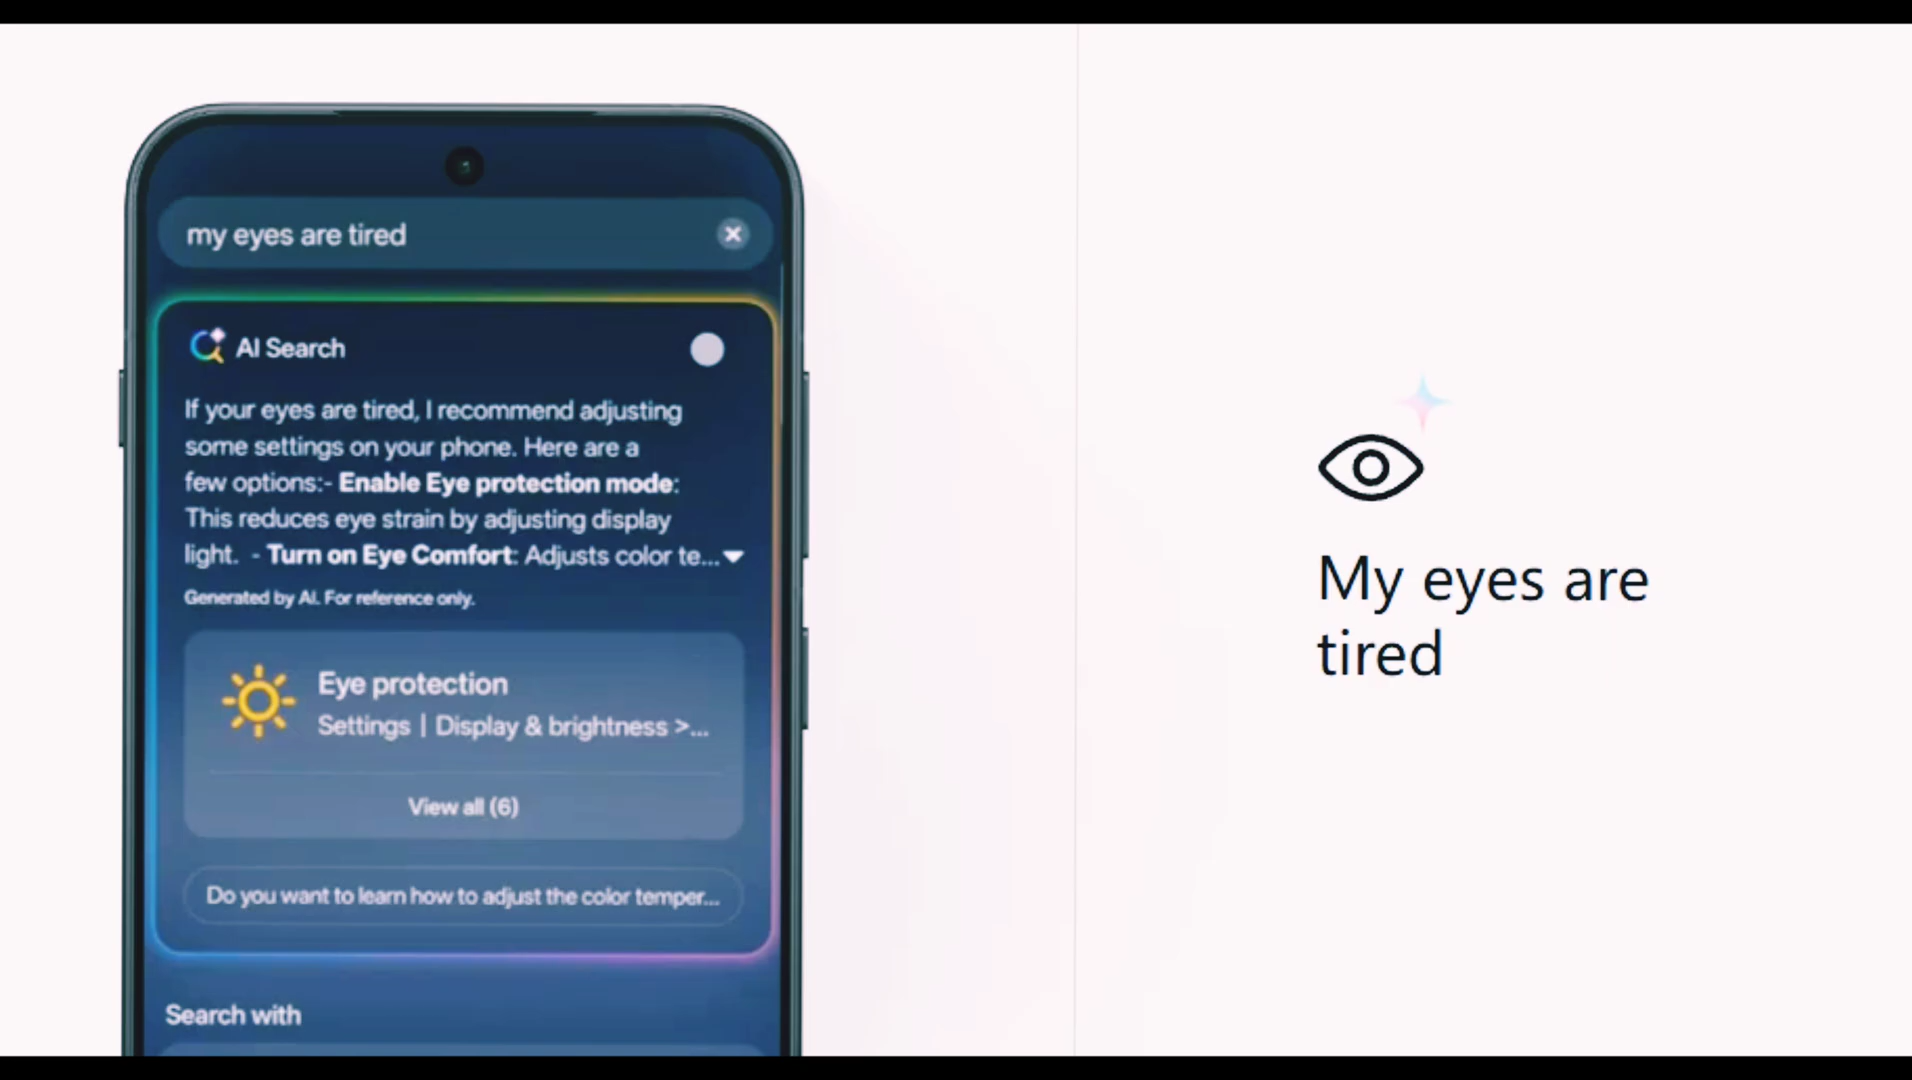 my eyes are tired
AI Search
If your eyes are tired, I recommend adjusting
some settings on your phone. Here are a
few options:- Enable Eye protection mode:
This reduces eye strain by adjusting display
light. - Turn on Eye Comfort: Adjusts color te...
Generated by AI. For reference only.
Eye protection
Settings | Display & brightness >...
View all (6)
Do you want to learn how to adjust the color temper...
Search with
My eyes are
tired